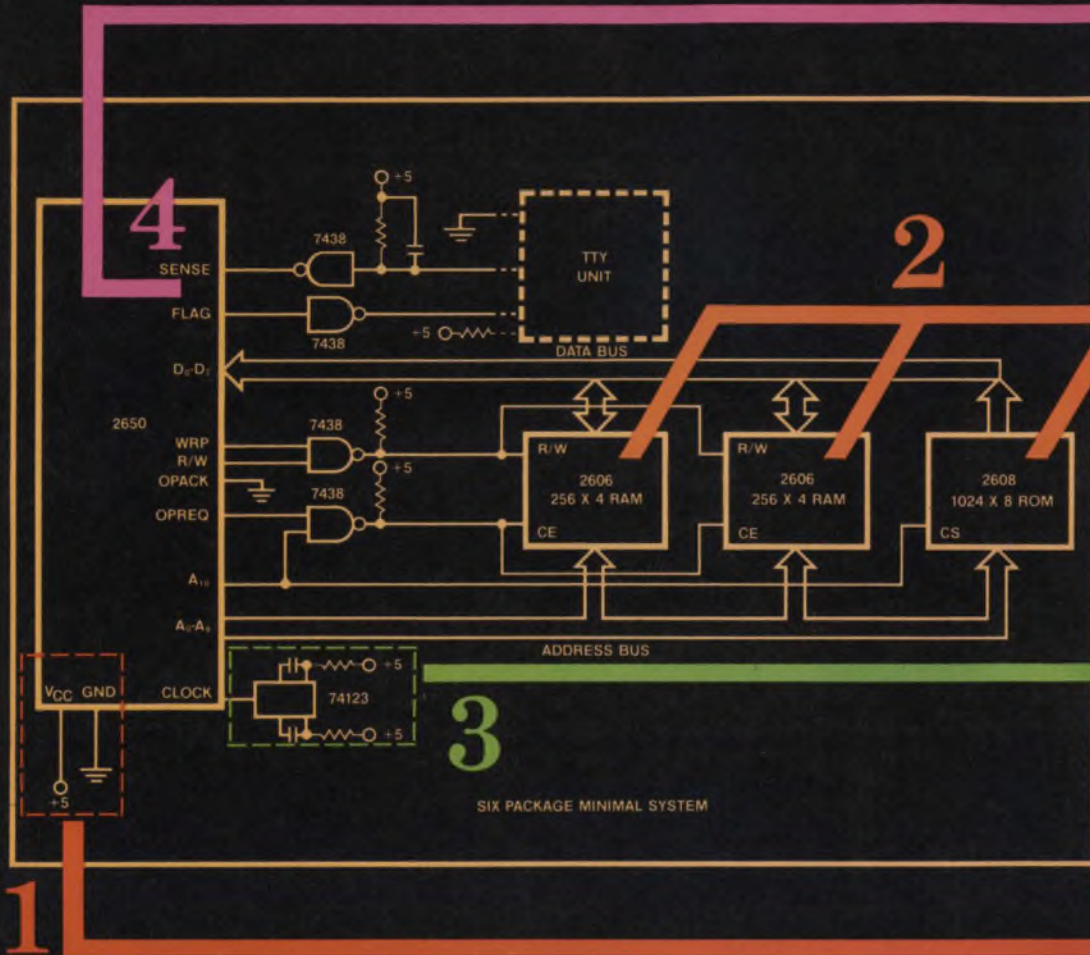 4
+5
7438
SENSE
TTY
UNIT
2
FLAG
+5
7438
DATA BUS
D₀-D₇
+5
2650
7438
WRP
R/W
R/W
R/W
OPACK
+5
2606
256 X 4 RAM
2606
256 X 4 RAM
2608
1024 X 8 ROM
7438
OPREQ
CE
CE
CS
A₁₀
A₀-A₉
ADDRESS BUS
+5
VCC GND
CLOCK
74123
3
+5
+5
SIX PACKAGE MINIMAL SYSTEM
1